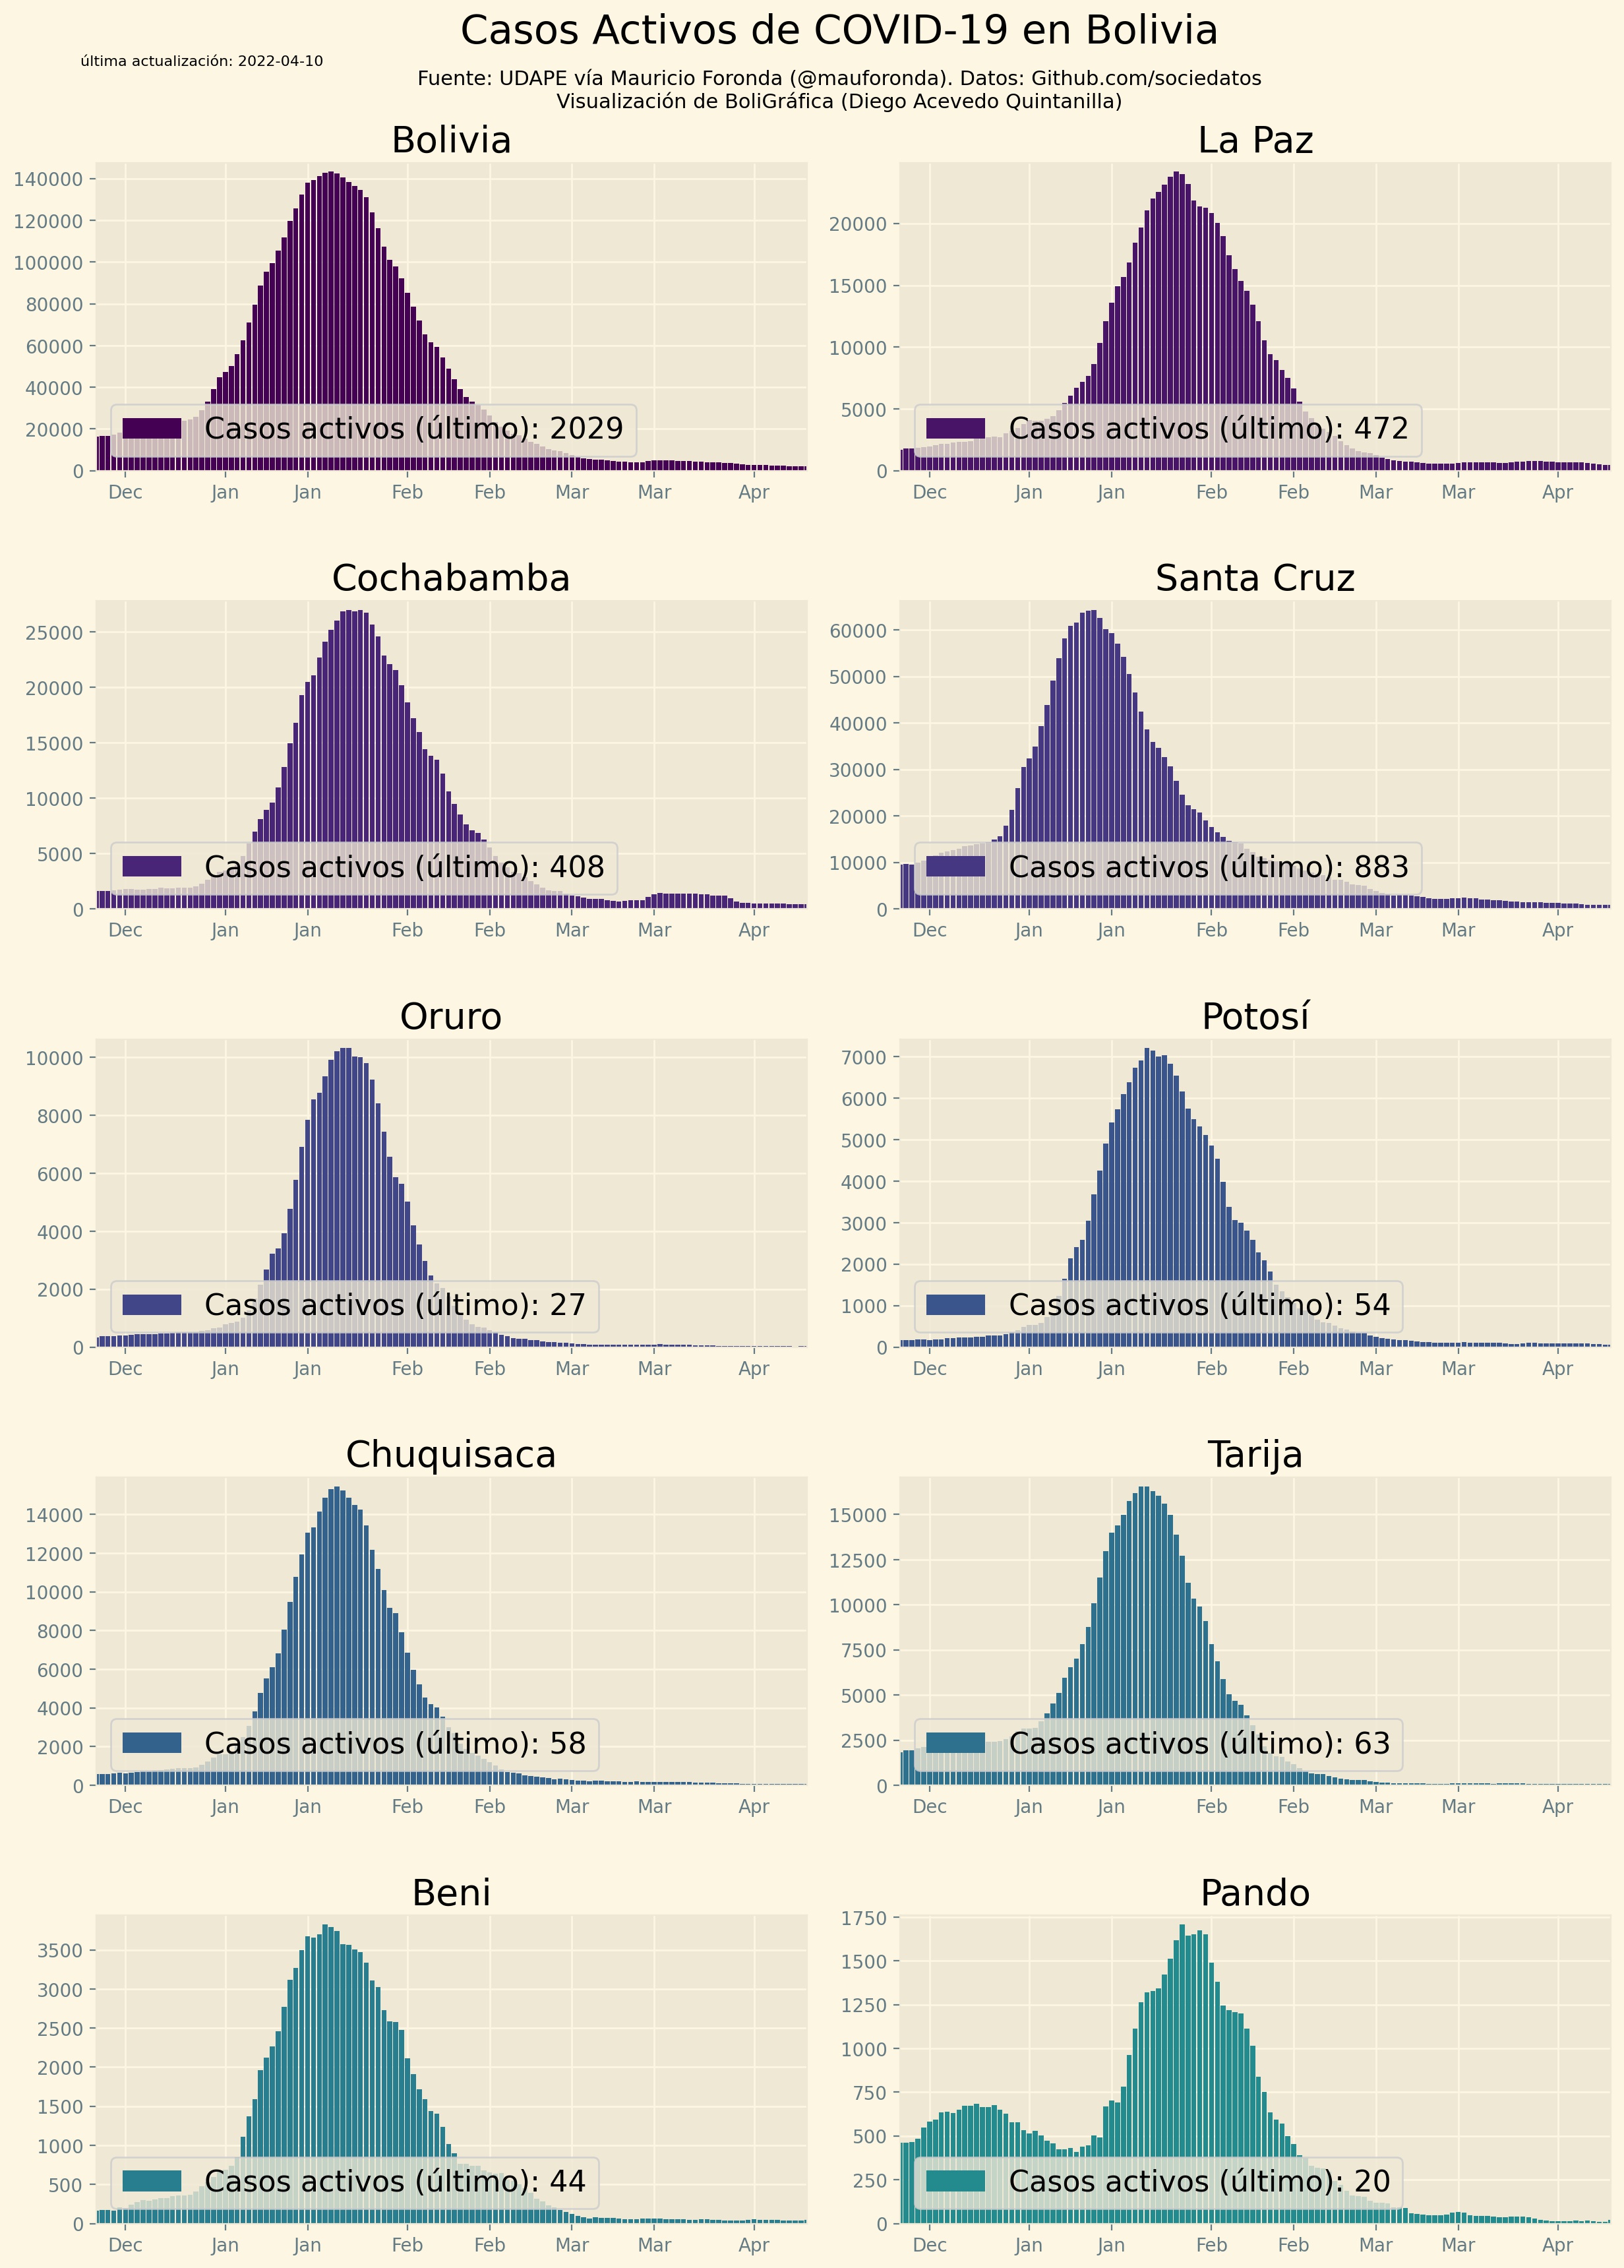 Casos Activos de COVID-19 en Bolivia
última actualización: 2022-04-10
Fuente: UDAPE vía Mauricio Foronda (@mauforonda). Datos: Github.com/sociedatos
Visualización de BoliGráfica (Diego Acevedo Quintanilla)
Bolivia
140000
120000
100000
80000
60000
40000
20000
0
Casos activos (último): 2029
Dec Jan Jan Feb Feb Mar Mar Apr
La Paz
20000
15000
10000
5000
0
Casos activos (último): 472
Dec Jan Jan Feb Feb Mar Mar Apr
Cochabamba
25000
20000
15000
10000
5000
0
Casos activos (último): 408
Dec Jan Jan Feb Feb Mar Mar Apr
Santa Cruz
60000
50000
40000
30000
20000
10000
0
Casos activos (último): 883
Dec Jan Jan Feb Feb Mar Mar Apr
Oruro
10000
8000
6000
4000
2000
0
Casos activos (último): 27
Dec Jan Jan Feb Feb Mar Mar Apr
Potosí
7000
6000
5000
4000
3000
2000
1000
0
Casos activos (último): 54
Dec Jan Jan Feb Feb Mar Mar Apr
Chuquisaca
14000
12000
10000
8000
6000
4000
2000
0
Casos activos (último): 58
Dec Jan Jan Feb Feb Mar Mar Apr
Tarija
15000
12500
10000
7500
5000
2500
0
Casos activos (último): 63
Dec Jan Jan Feb Feb Mar Mar Apr
Beni
3500
3000
2500
2000
1500
1000
500
0
Casos activos (último): 44
Dec Jan Jan Feb Feb Mar Mar Apr
Pando
1750
1500
1250
1000
750
500
250
0
Casos activos (último): 20
Dec Jan Jan Feb Feb Mar Mar Apr